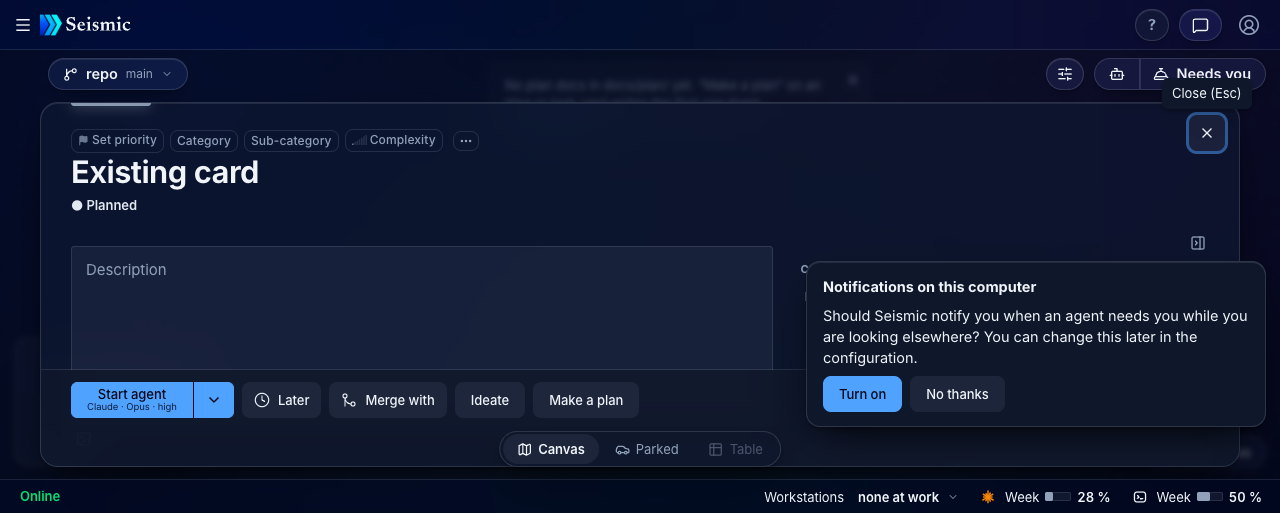 Seismic
?
repo main
Needs you
Close (Esc)
Set priority
Category
Sub-category
Complexity
Existing card
Planned
Description
Notifications on this computer
Should Seismic notify you when an agent needs you while you
are looking elsewhere? You can change this later in the
configuration.
Turn on
No thanks
Start agent
Claude · Opus · high
Later
Merge with
Ideate
Make a plan
Canvas
Parked
Table
Online
Workstations none at work
Week 28 %
Week 50 %